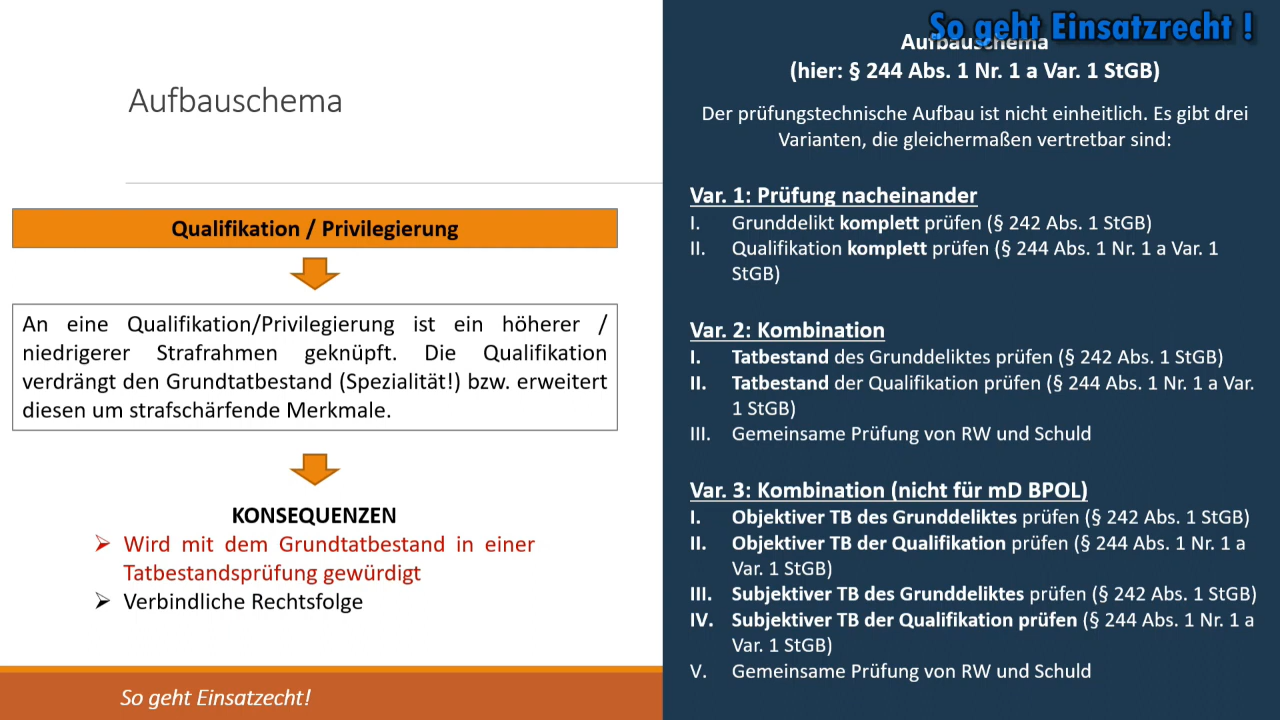 Aufbauschema
Qualifikation / Privilegierung
An eine Qualifikation/Privilegierung ist ein höherer /
niedrigerer Strafrahmen geknüpft. Die Qualifikation
verdrängt den Grundtatbestand (Spezialität!) bzw. erweitert
diesen um strafschärfende Merkmale.
KONSEQUENZEN
➢ Wird mit dem Grundtatbestand in einer
Tatbestandsprüfung gewürdigt
➢ Verbindliche Rechtsfolge
So geht Einsatzecht!
So geht Einsatzrecht !
Aufbauschema
(hier: § 244 Abs. 1 Nr. 1 a Var. 1 StGB)
Der prüfungstechnische Aufbau ist nicht einheitlich. Es gibt drei
Varianten, die gleichermaßen vertretbar sind:
Var. 1: Prüfung nacheinander
I. Grunddelikt komplett prüfen (§ 242 Abs. 1 StGB)
II. Qualifikation komplett prüfen (§ 244 Abs. 1 Nr. 1 a Var. 1
StGB)
Var. 2: Kombination
I. Tatbestand des Grunddeliktes prüfen (§ 242 Abs. 1 StGB)
II. Tatbestand der Qualifikation prüfen (§ 244 Abs. 1 Nr. 1 a Var.
1 StGB)
III. Gemeinsame Prüfung von RW und Schuld
Var. 3: Kombination (nicht für mD BPOL)
I. Objektiver TB des Grunddeliktes prüfen (§ 242 Abs. 1 StGB)
II. Objektiver TB der Qualifikation prüfen (§ 244 Abs. 1 Nr. 1 a
Var. 1 StGB)
III. Subjektiver TB des Grunddeliktes prüfen (§ 242 Abs. 1 StGB)
IV. Subjektiver TB der Qualifikation prüfen (§ 244 Abs. 1 Nr. 1 a
Var. 1 StGB)
V. Gemeinsame Prüfung von RW und Schuld